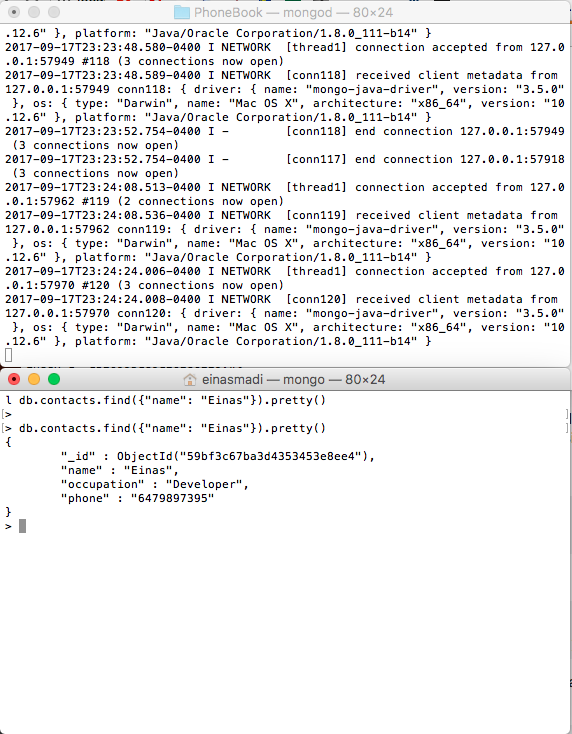 PhoneBook — mongod — 80×24
.12.6" }, platform: "Java/Oracle Corporation/1.8.0_111-b14" }
2017-09-17T23:23:48.580-0400 I NETWORK  [thread1] connection accepted from 127.0
.0.1:57949 #118 (3 connections now open)
2017-09-17T23:23:48.589-0400 I NETWORK  [conn118] received client metadata from
127.0.0.1:57949 conn118: { driver: { name: "mongo-java-driver", version: "3.5.0"
 }, os: { type: "Darwin", name: "Mac OS X", architecture: "x86_64", version: "10
.12.6" }, platform: "Java/Oracle Corporation/1.8.0_111-b14" }
2017-09-17T23:23:52.754-0400 I -        [conn118] end connection 127.0.0.1:57949
 (3 connections now open)
2017-09-17T23:23:52.754-0400 I -        [conn117] end connection 127.0.0.1:57918
 (3 connections now open)
2017-09-17T23:24:08.513-0400 I NETWORK  [thread1] connection accepted from 127.0
.0.1:57962 #119 (2 connections now open)
2017-09-17T23:24:08.536-0400 I NETWORK  [conn119] received client metadata from
127.0.0.1:57962 conn119: { driver: { name: "mongo-java-driver", version: "3.5.0"
 }, os: { type: "Darwin", name: "Mac OS X", architecture: "x86_64", version: "10
.12.6" }, platform: "Java/Oracle Corporation/1.8.0_111-b14" }
2017-09-17T23:24:24.006-0400 I NETWORK  [thread1] connection accepted from 127.0
.0.1:57970 #120 (3 connections now open)
2017-09-17T23:24:24.008-0400 I NETWORK  [conn120] received client metadata from
127.0.0.1:57970 conn120: { driver: { name: "mongo-java-driver", version: "3.5.0"
 }, os: { type: "Darwin", name: "Mac OS X", architecture: "x86_64", version: "10
.12.6" }, platform: "Java/Oracle Corporation/1.8.0_111-b14" }
einasmadi — mongo — 80×24
l db.contacts.find({"name": "Einas"}).pretty()
[> ]
[> db.contacts.find({"name": "Einas"}).pretty() ]
{
        "_id" : ObjectId("59bf3c67ba3d4353453e8ee4"),
        "name" : "Einas",
        "occupation" : "Developer",
        "phone" : "6479897395"
}
>